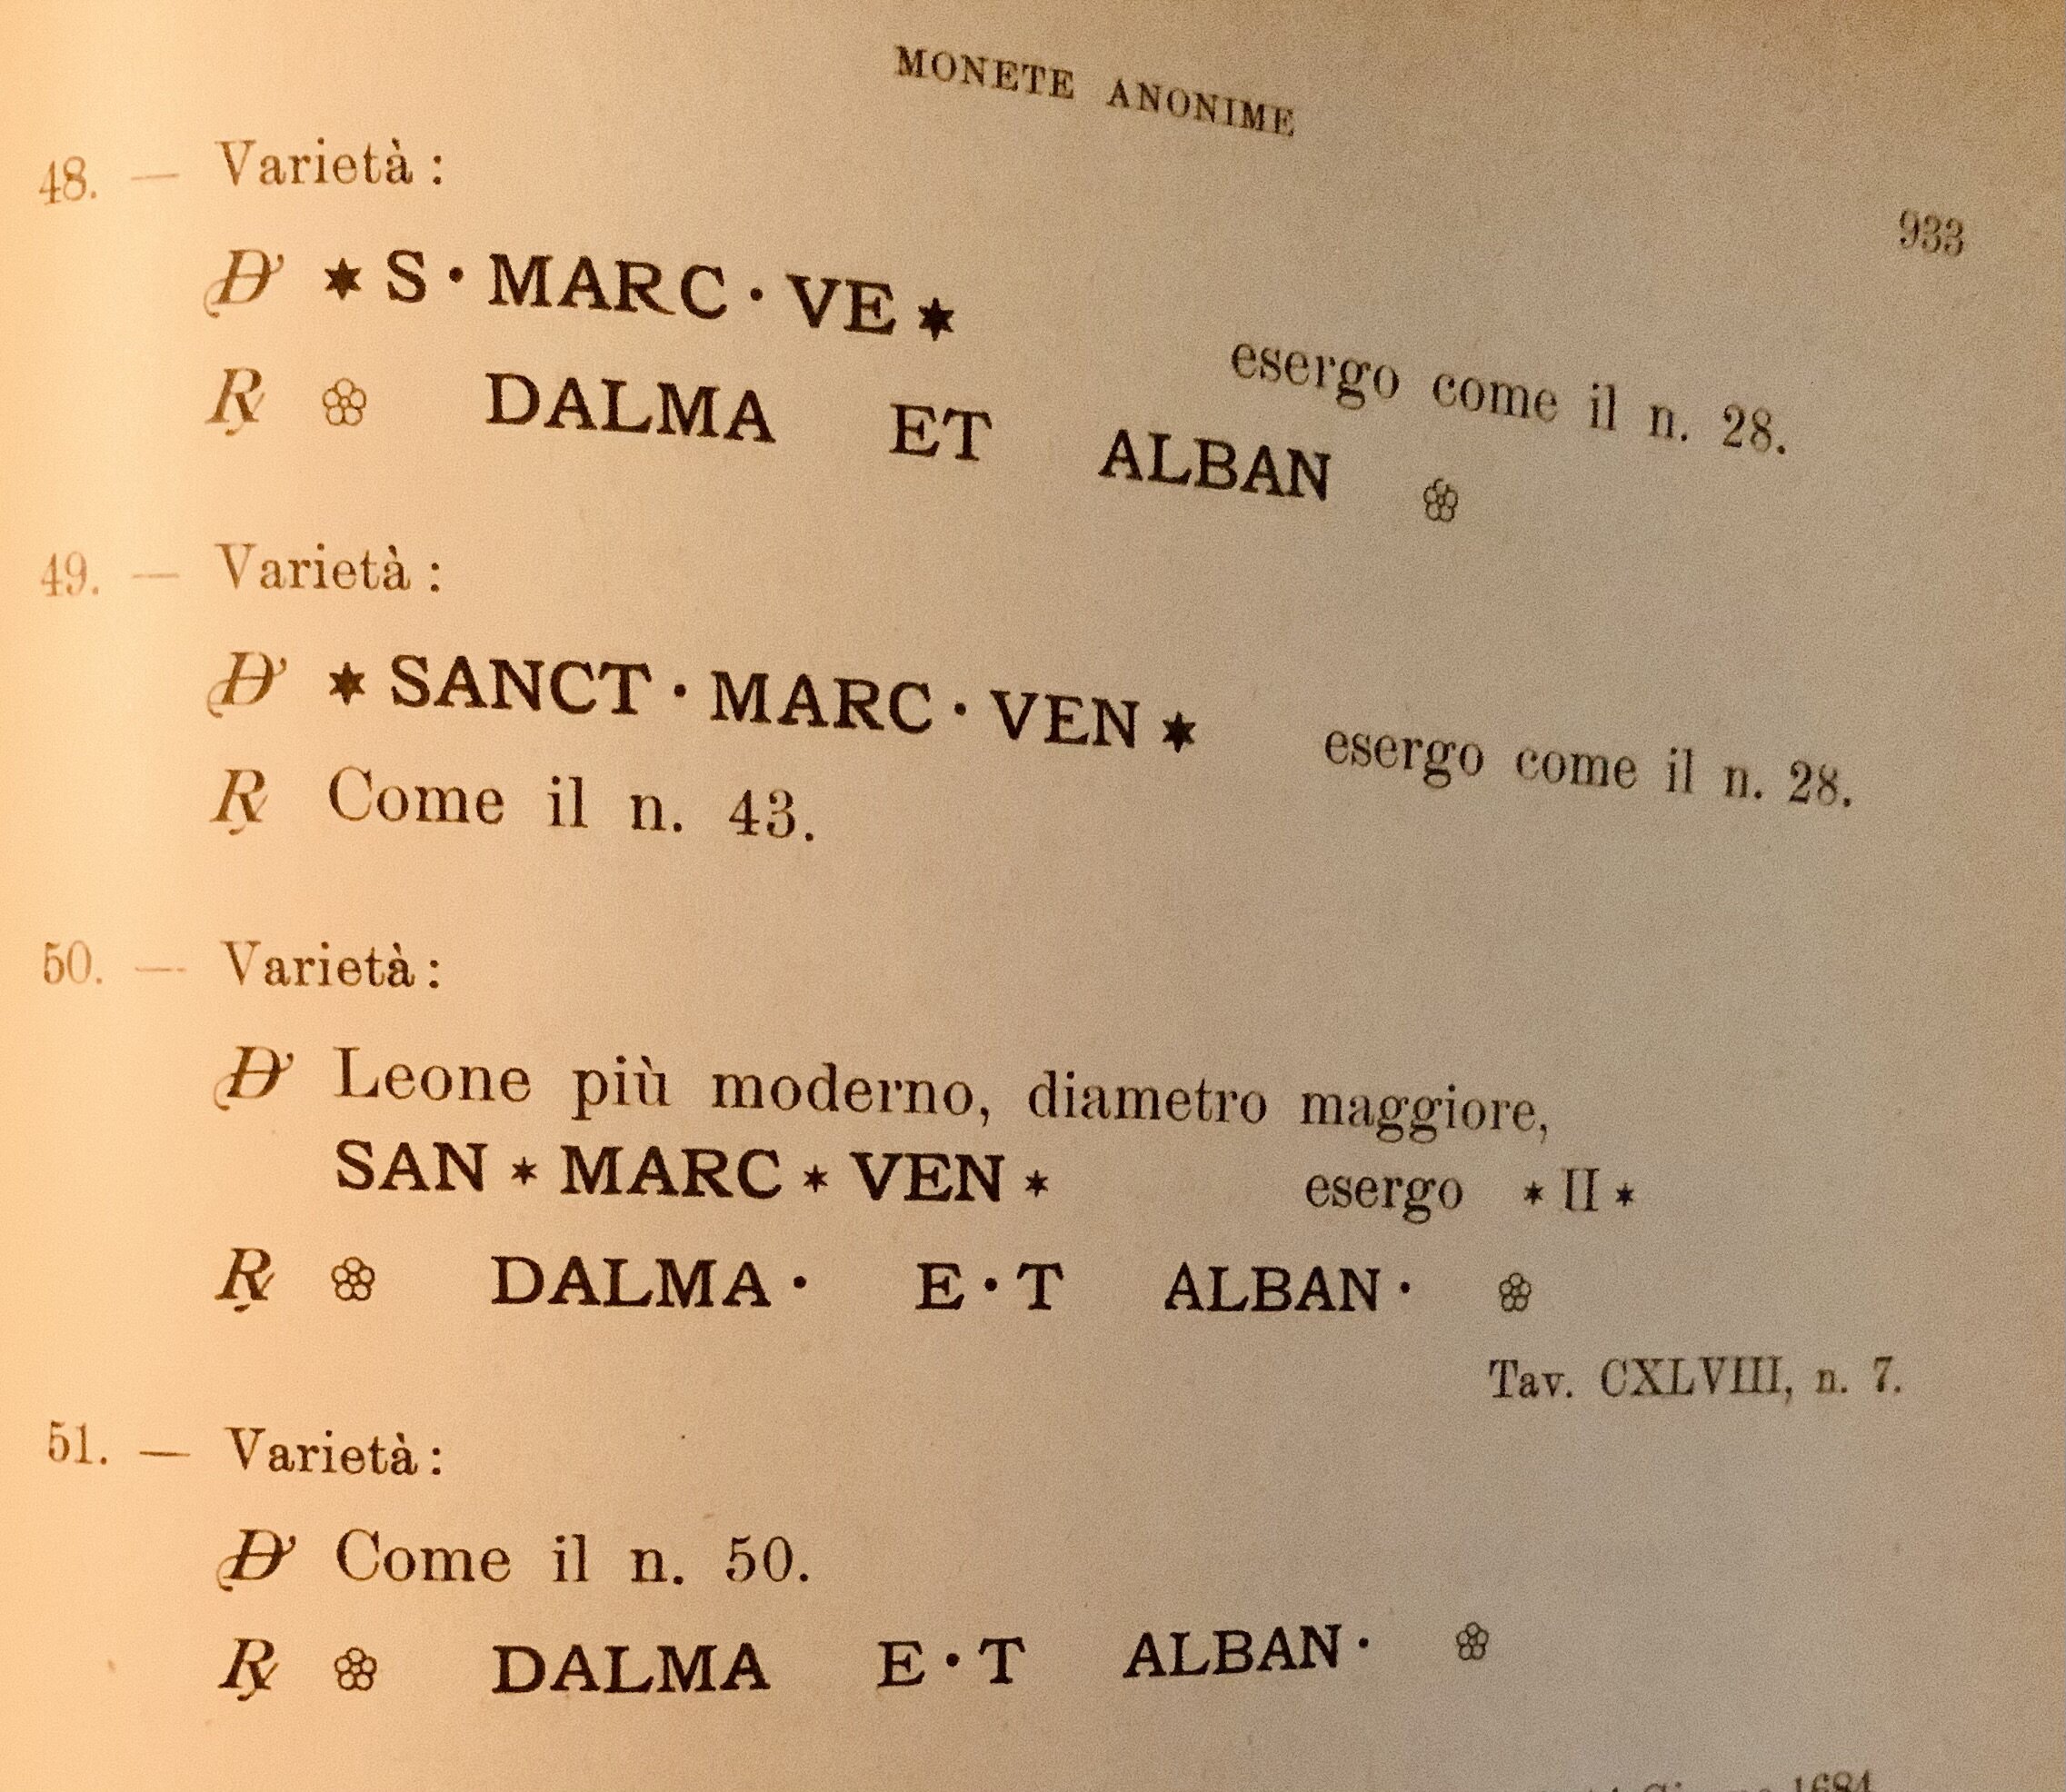 MONETE ANONIME
933
48. — Varietà :
D ✶ S · MARC · VE ✶ esergo come il n. 28.
R ❀ DALMA ET ALBAN ❀
49. — Varietà :
D ✶ SANCT · MARC · VEN ✶ esergo come il n. 28.
R Come il n. 43.
50. — Varietà :
D Leone più moderno, diametro maggiore,
SAN ✶ MARC ✶ VEN ✶ esergo ✶ II ✶
R ❀ DALMA · E · T ALBAN · ❀
Tav. CXLVIII, n. 7.
51. — Varietà :
D Come il n. 50.
R ❀ DALMA E · T ALBAN · ❀
1684